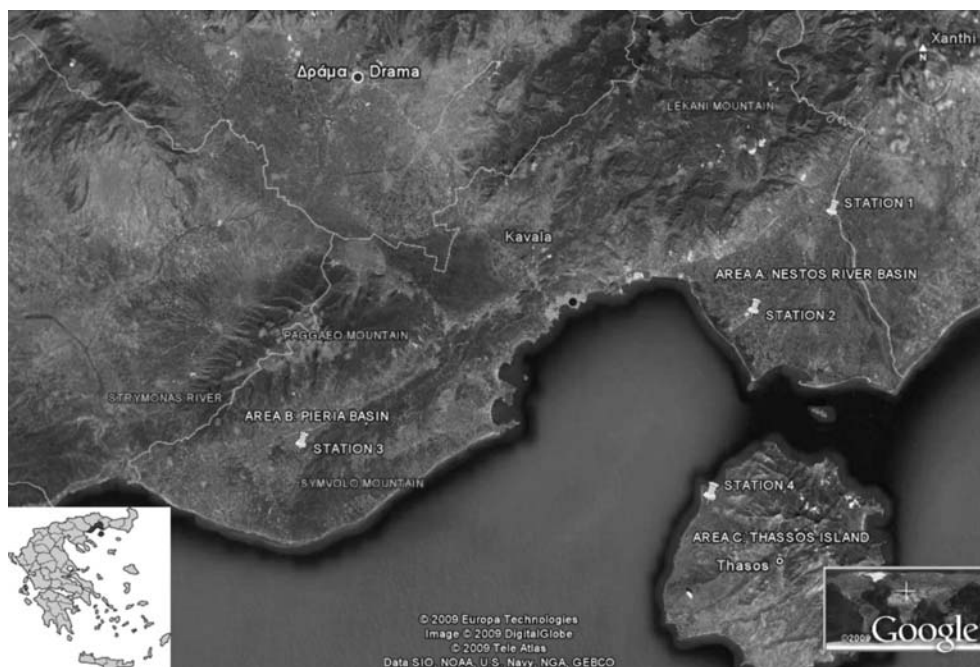 Xanthi
N
Δράμα Drama
LEKANI MOUNTAIN
STATION 1
Kavala
AREA A. NESTOS RIVER BASIN
STATION 2
PAGGAEO MOUNTAIN
STRYMONAS RIVER
AREA B. PIERIA BASIN
STATION 3
SYMVOLO MOUNTAIN
STATION 4
AREA C. THASSOS ISLAND
Thasos
© 2009 Europa Technologies
Image © 2009 DigitalGlobe
© 2009 Tele Atlas
Data SIO, NOAA, U.S. Navy, NGA, GEBCO
©2009 Google